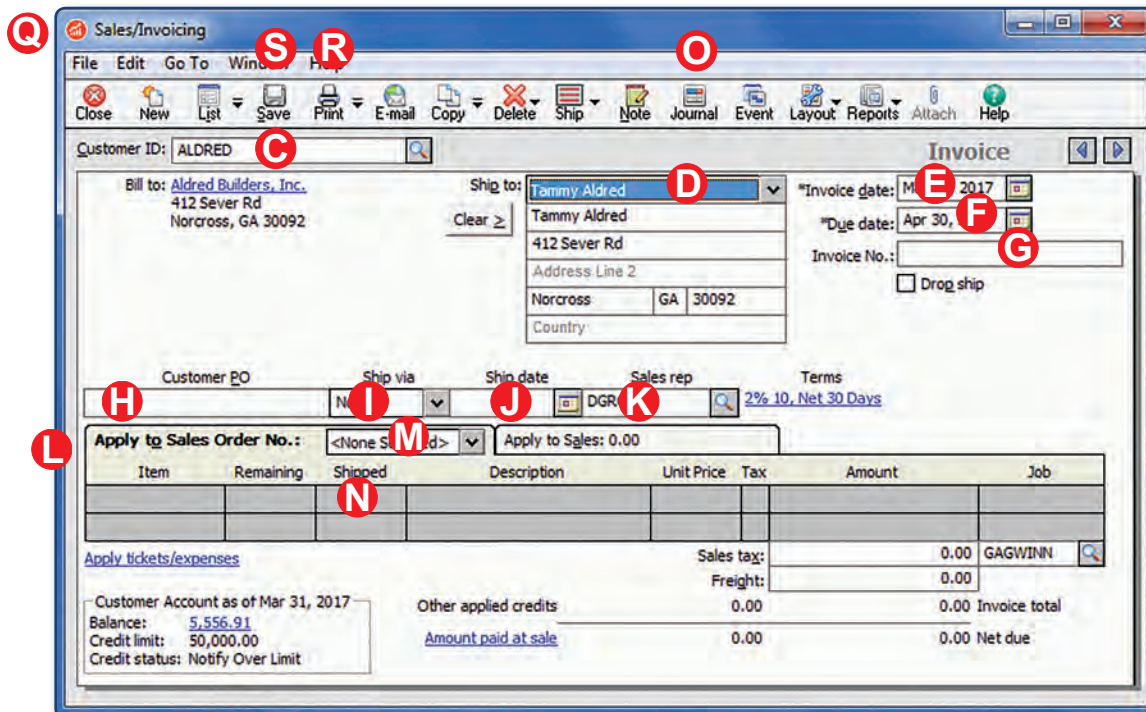 Q
Sales/Invoicing
S R O
File Edit Go To Help
Close New List Save Print E-mail Copy Delete Ship Note Journal Event Layout Reports Attach Help
Customer ID: ALDRED C Invoice
Bill to: Aldred Builders, Inc. Ship to: Tammy Aldred D *Invoice date: E 2017
412 Sever Rd Clear > Tammy Aldred *Due date: Apr 30, F
Norcross, GA 30092 412 Sever Rd Invoice No.: G
Address Line 2 Drop ship
Norcross GA 30092
Country
Customer PO Ship via Ship date Sales rep Terms
H I J K 2% 10, Net 30 Days
L Apply to Sales Order No.: M Apply to Sales: 0.00
Item Remaining Shipped Description Unit Price Tax Amount Job
N
Apply tickets/expenses Sales tax: 0.00 GAGWINN
Freight: 0.00
Customer Account as of Mar 31, 2017 Other applied credits 0.00 0.00 Invoice total
Balance: 5,556.91
Credit limit: 50,000.00 Amount paid at sale 0.00 0.00 Net due
Credit status: Notify Over Limit